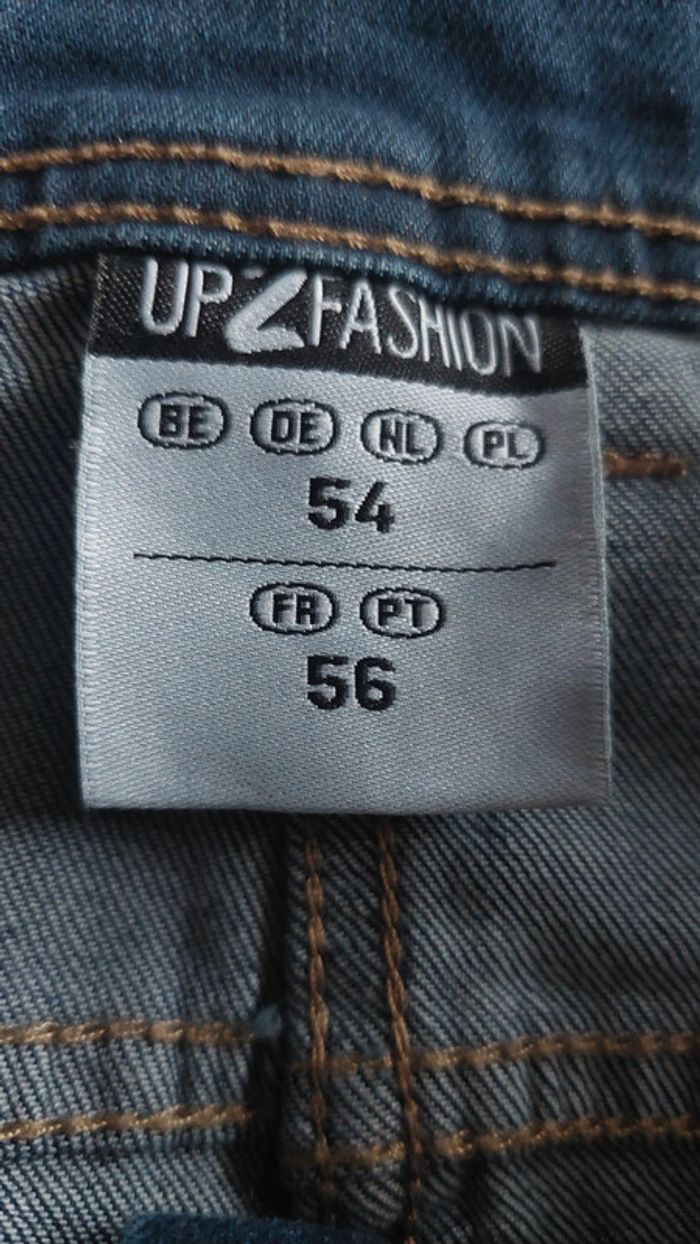 UP2FASHION
BE DE NL PL
54
FR PT
56